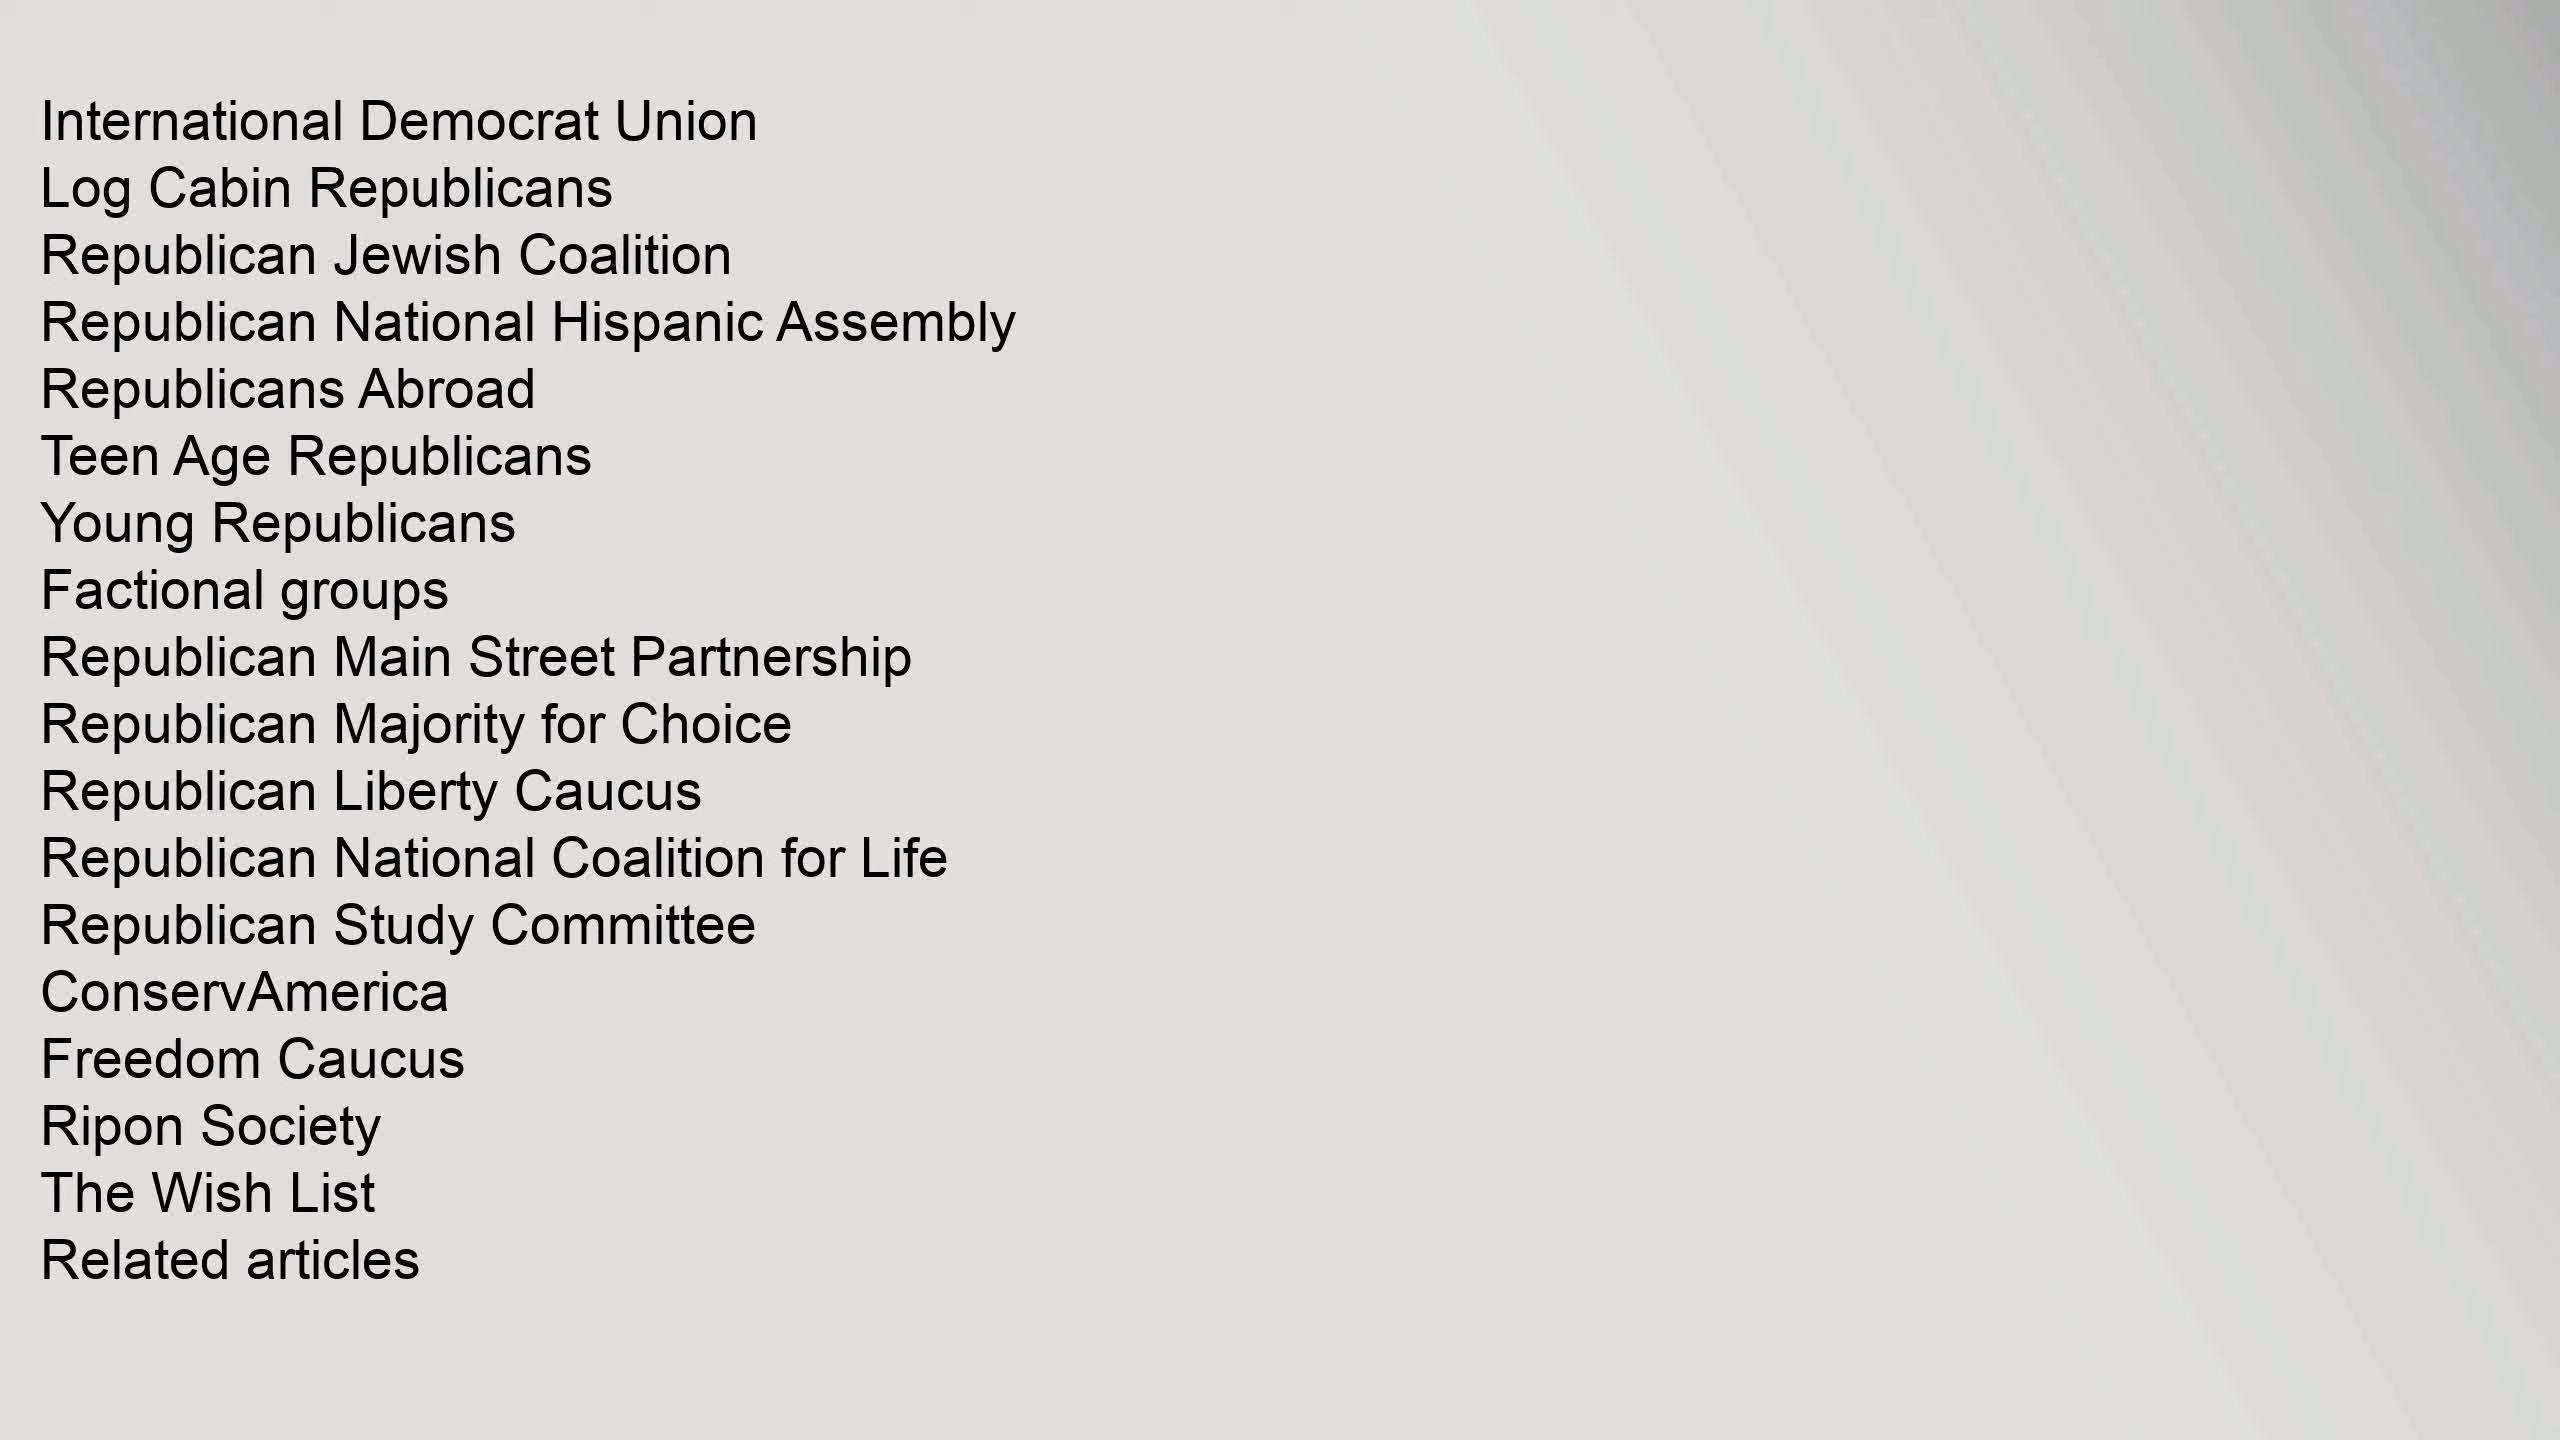 International Democrat Union
Log Cabin Republicans
Republican Jewish Coalition
Republican National Hispanic Assembly
Republicans Abroad
Teen Age Republicans
Young Republicans
Factional groups
Republican Main Street Partnership
Republican Majority for Choice
Republican Liberty Caucus
Republican National Coalition for Life
Republican Study Committee
ConservAmerica
Freedom Caucus
Ripon Society
The Wish List
Related articles